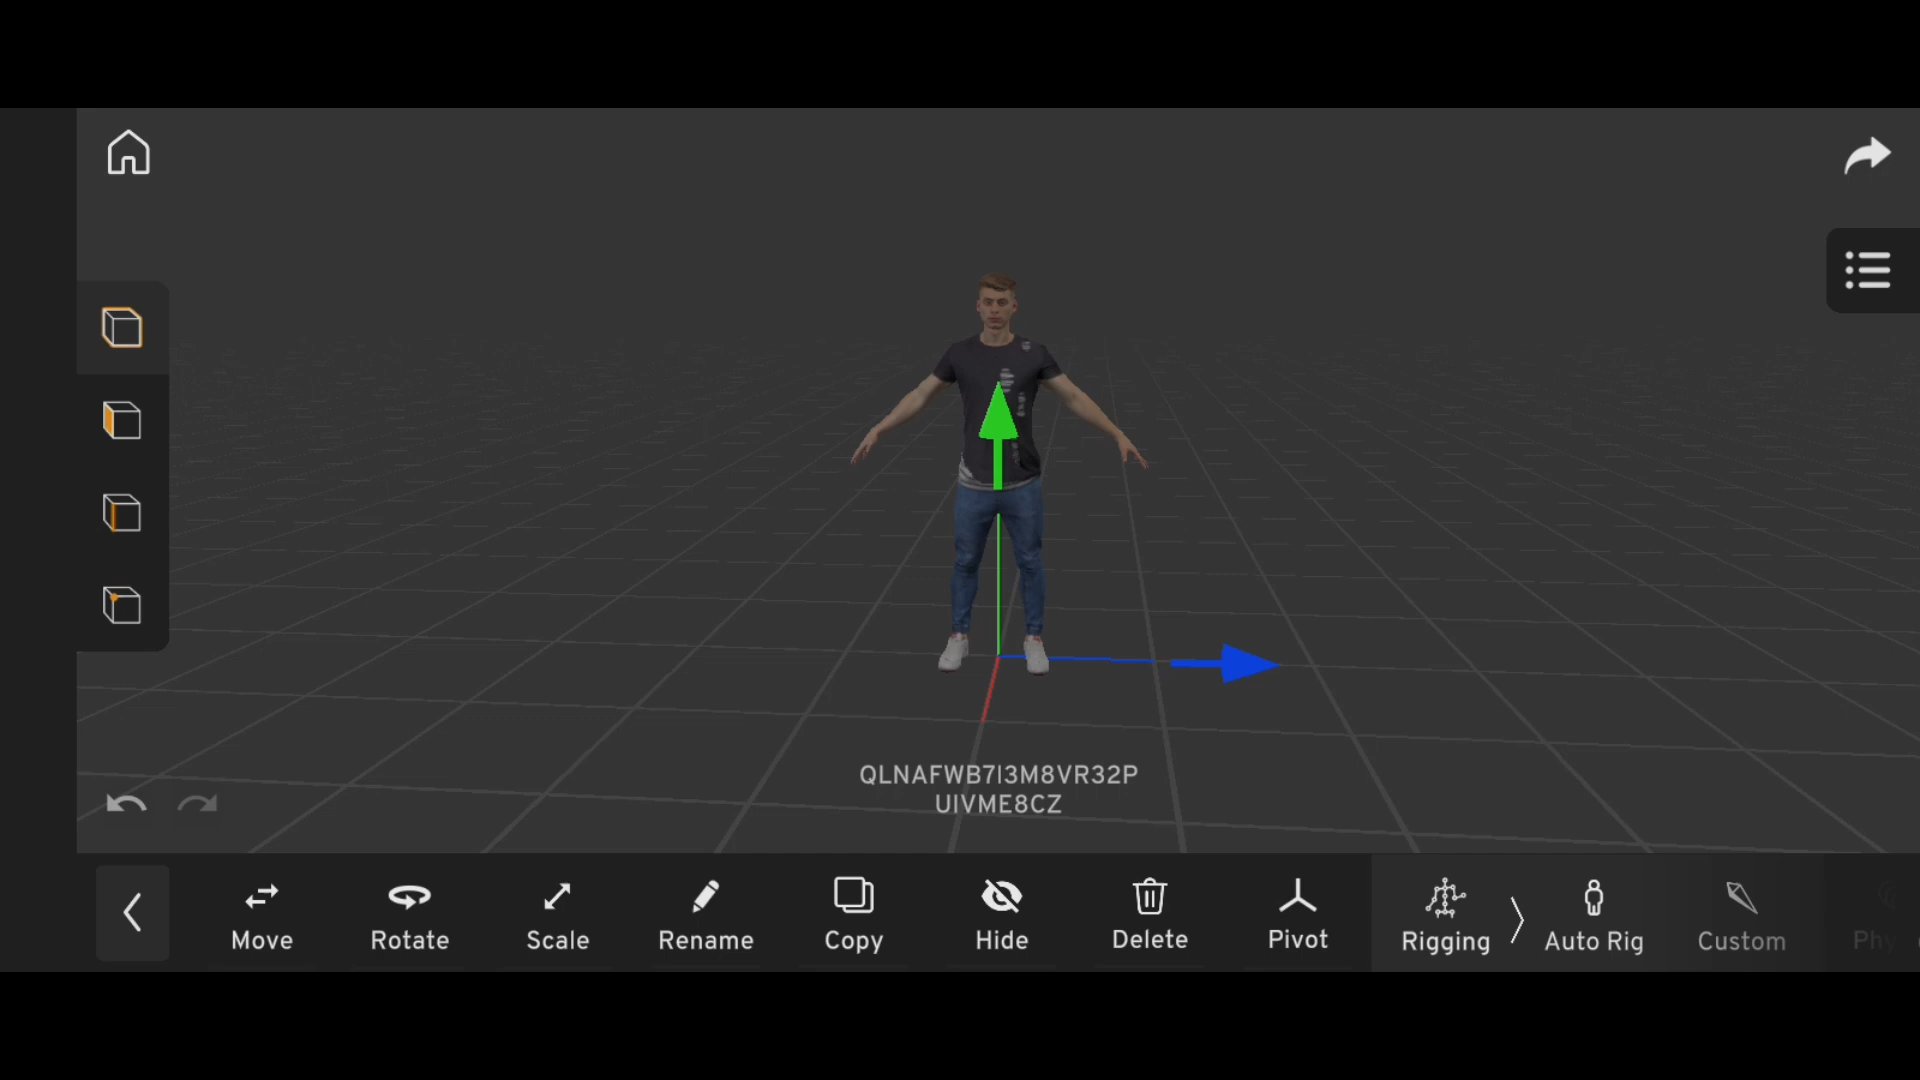 QLNAFWB7I3M8VR32P
UIVME8CZ
Move Rotate Scale Rename Copy Hide Delete Pivot Rigging Auto Rig Custom